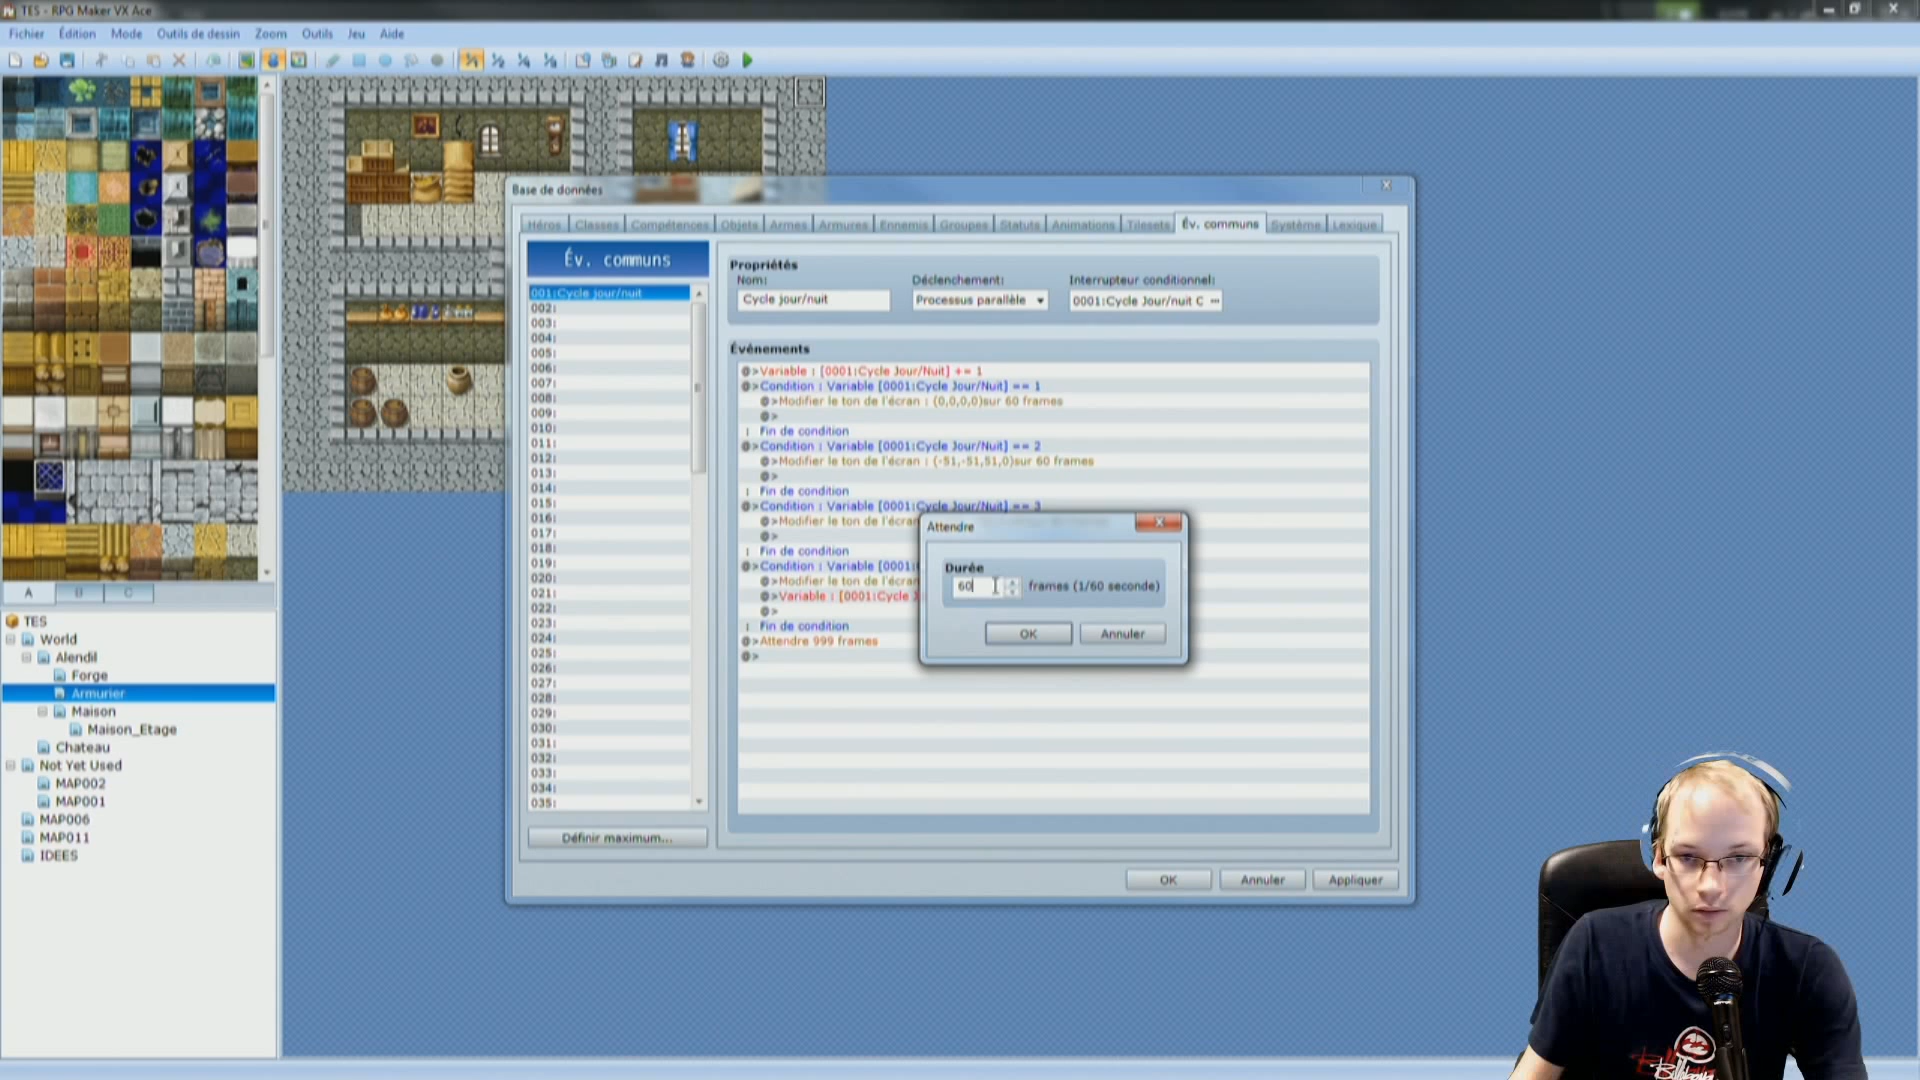 TES - RPG Maker VX Ace
Fichier Édition Mode Outils de dessin Zoom Outils Jeu Aide
Base de données
Héros Classes Compétences Objets Armes Armures Ennemis Groupes Statuts Animations Tilesets Év. communs Système Lexique
Év. communs
001:Cycle jour/nuit
002:
003:
004:
005:
006:
007:
008:
009:
010:
011:
012:
013:
014:
015:
016:
017:
018:
019:
020:
021:
022:
023:
024:
025:
026:
027:
028:
029:
030:
031:
032:
033:
034:
035:
Définir maximum...
Propriétés
Nom: Déclenchement: Interrupteur conditionnel:
Cycle jour/nuit Processus parallèle 0001:Cycle Jour/nuit C ...
Événements
@>Variable : [0001:Cycle Jour/Nuit] += 1
@>Condition : Variable [0001:Cycle Jour/Nuit] == 1
@>Modifier le ton de l'écran : (0,0,0,0)sur 60 frames
@>
: Fin de condition
@>Condition : Variable [0001:Cycle Jour/Nuit] == 2
@>Modifier le ton de l'écran : (-51,-51,51,0)sur 60 frames
@>
: Fin de condition
@>Condition : Variable [0001:Cycle Jour/Nuit] == 3
@>Modifier le ton de l'écran
@>
: Fin de condition
@>Condition : Variable [0001:
@>Modifier le ton de l'écran
@>Variable : [0001:Cycle J
@>
: Fin de condition
@>Attendre 999 frames
@>
Attendre
Durée
60 frames (1/60 seconde)
OK Annuler
OK Annuler Appliquer
A B C
TES
World
Alendil
Forge
Armurier
Maison
Maison_Etage
Chateau
Not Yet Used
MAP002
MAP001
MAP006
MAP011
IDEES